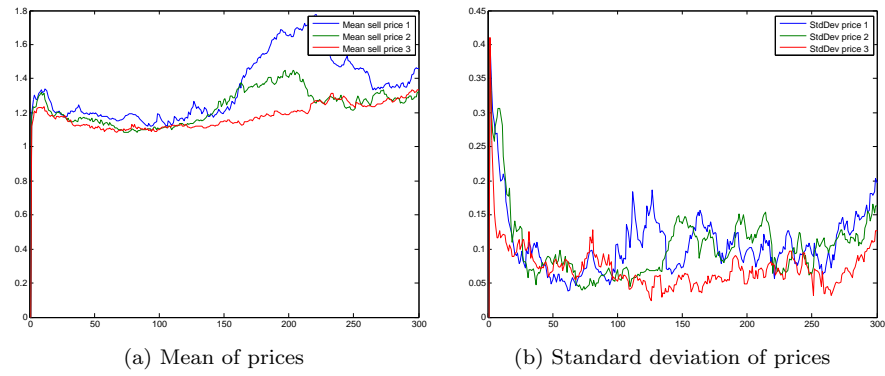 1.8
1.6
1.4
1.2
1
0.8
0.6
0.4
0.2
0
0 50 100 150 200 250 300
Mean sell price 1
Mean sell price 2
Mean sell price 3
(a) Mean of prices
0.45
0.4
0.35
0.3
0.25
0.2
0.15
0.1
0.05
0
0 50 100 150 200 250 300
StdDev price 1
StdDev price 2
StdDev price 3
(b) Standard deviation of prices